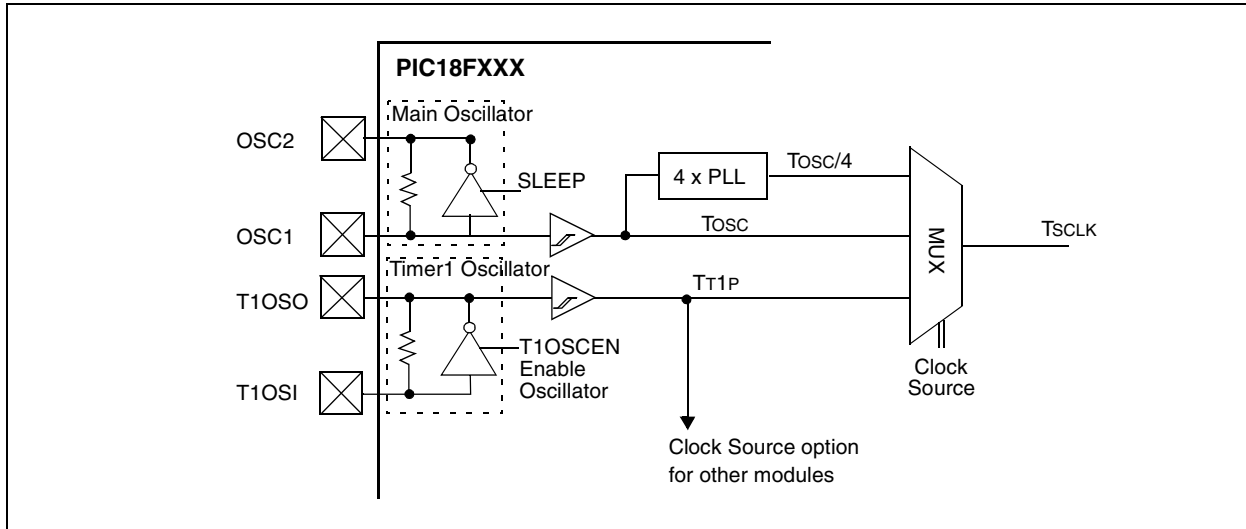 PIC18FXXX
Main Oscillator
OSC2
SLEEP
4 x PLL
TOSC/4
OSC1
TOSC
MUX
TSCLK
Timer1 Oscillator
T1OSO
TT1P
T1OSCEN
Enable
Oscillator
T1OSI
Clock
Source
Clock Source option
for other modules